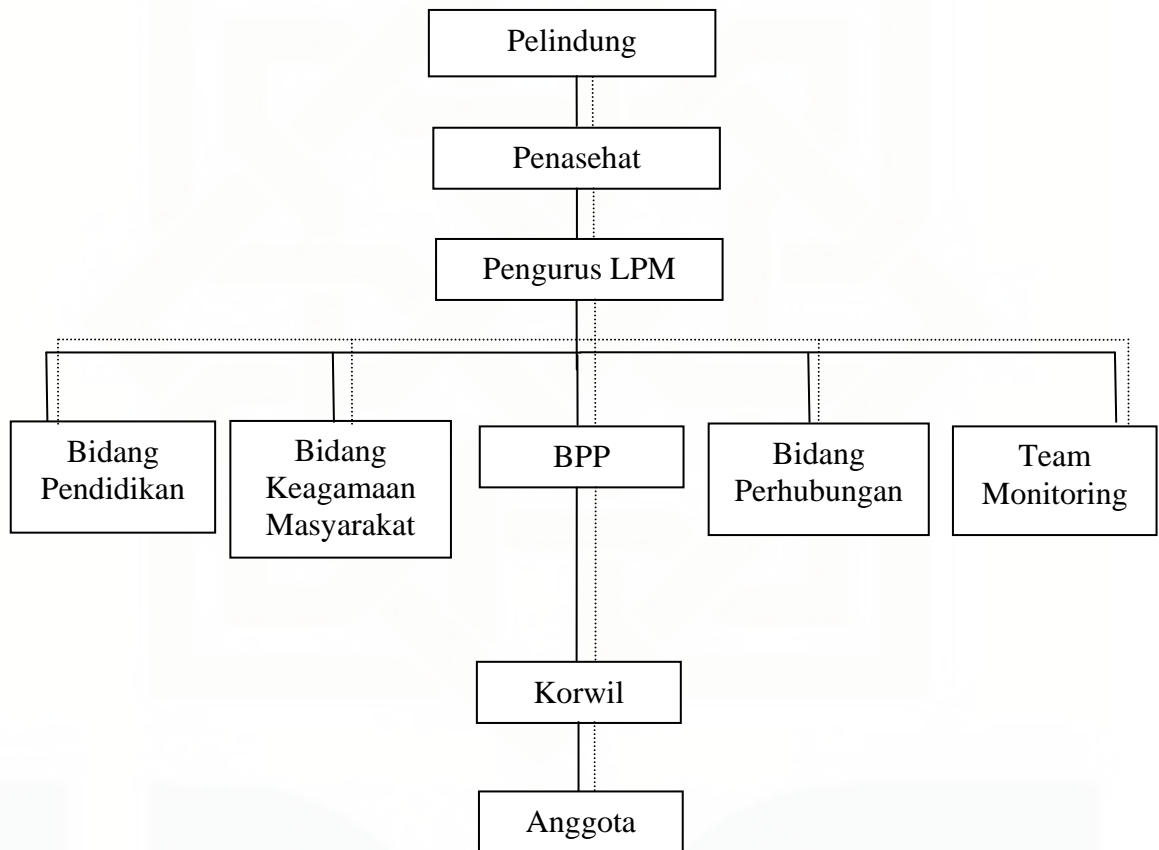 Pelindung
Penasehat
Pengurus LPM
Bidang
Pendidikan
Bidang
Keagamaan
Masyarakat
BPP
Bidang
Perhubungan
Team
Monitoring
Korwil
Anggota